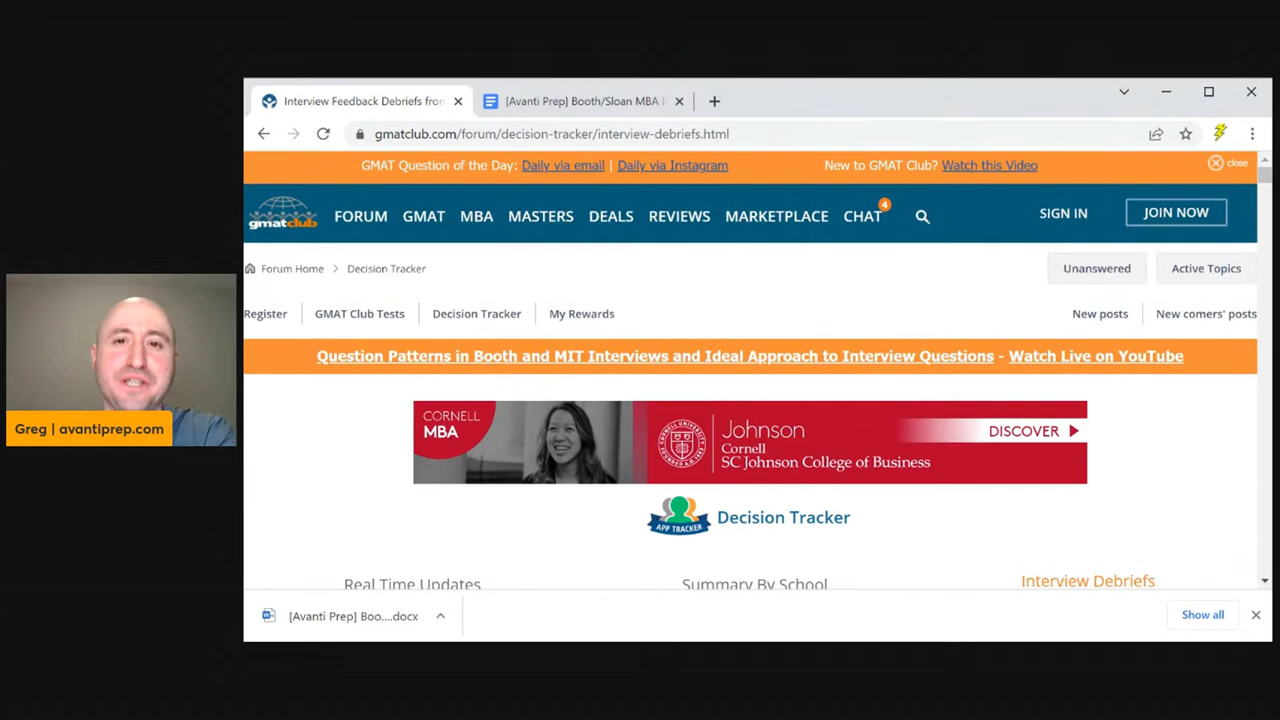 Interview Feedback Debriefs from
[Avanti Prep] Booth/Sloan MBA I
gmatclub.com/forum/decision-tracker/interview-debriefs.html
GMAT Question of the Day: Daily via email | Daily via Instagram
New to GMAT Club? Watch this Video
close
gmatclub
FORUM GMAT MBA MASTERS DEALS REVIEWS MARKETPLACE CHAT 4
SIGN IN JOIN NOW
Forum Home > Decision Tracker
Unanswered Active Topics
Register GMAT Club Tests Decision Tracker My Rewards
New posts New comers' posts
Question Patterns in Booth and MIT Interviews and Ideal Approach to Interview Questions - Watch Live on YouTube
CORNELL
MBA
Johnson
Cornell
SC Johnson College of Business
DISCOVER
APP TRACKER
Decision Tracker
Real Time Updates Summary By School Interview Debriefs
[Avanti Prep] Boo....docx
Show all
Greg | avantiprep.com